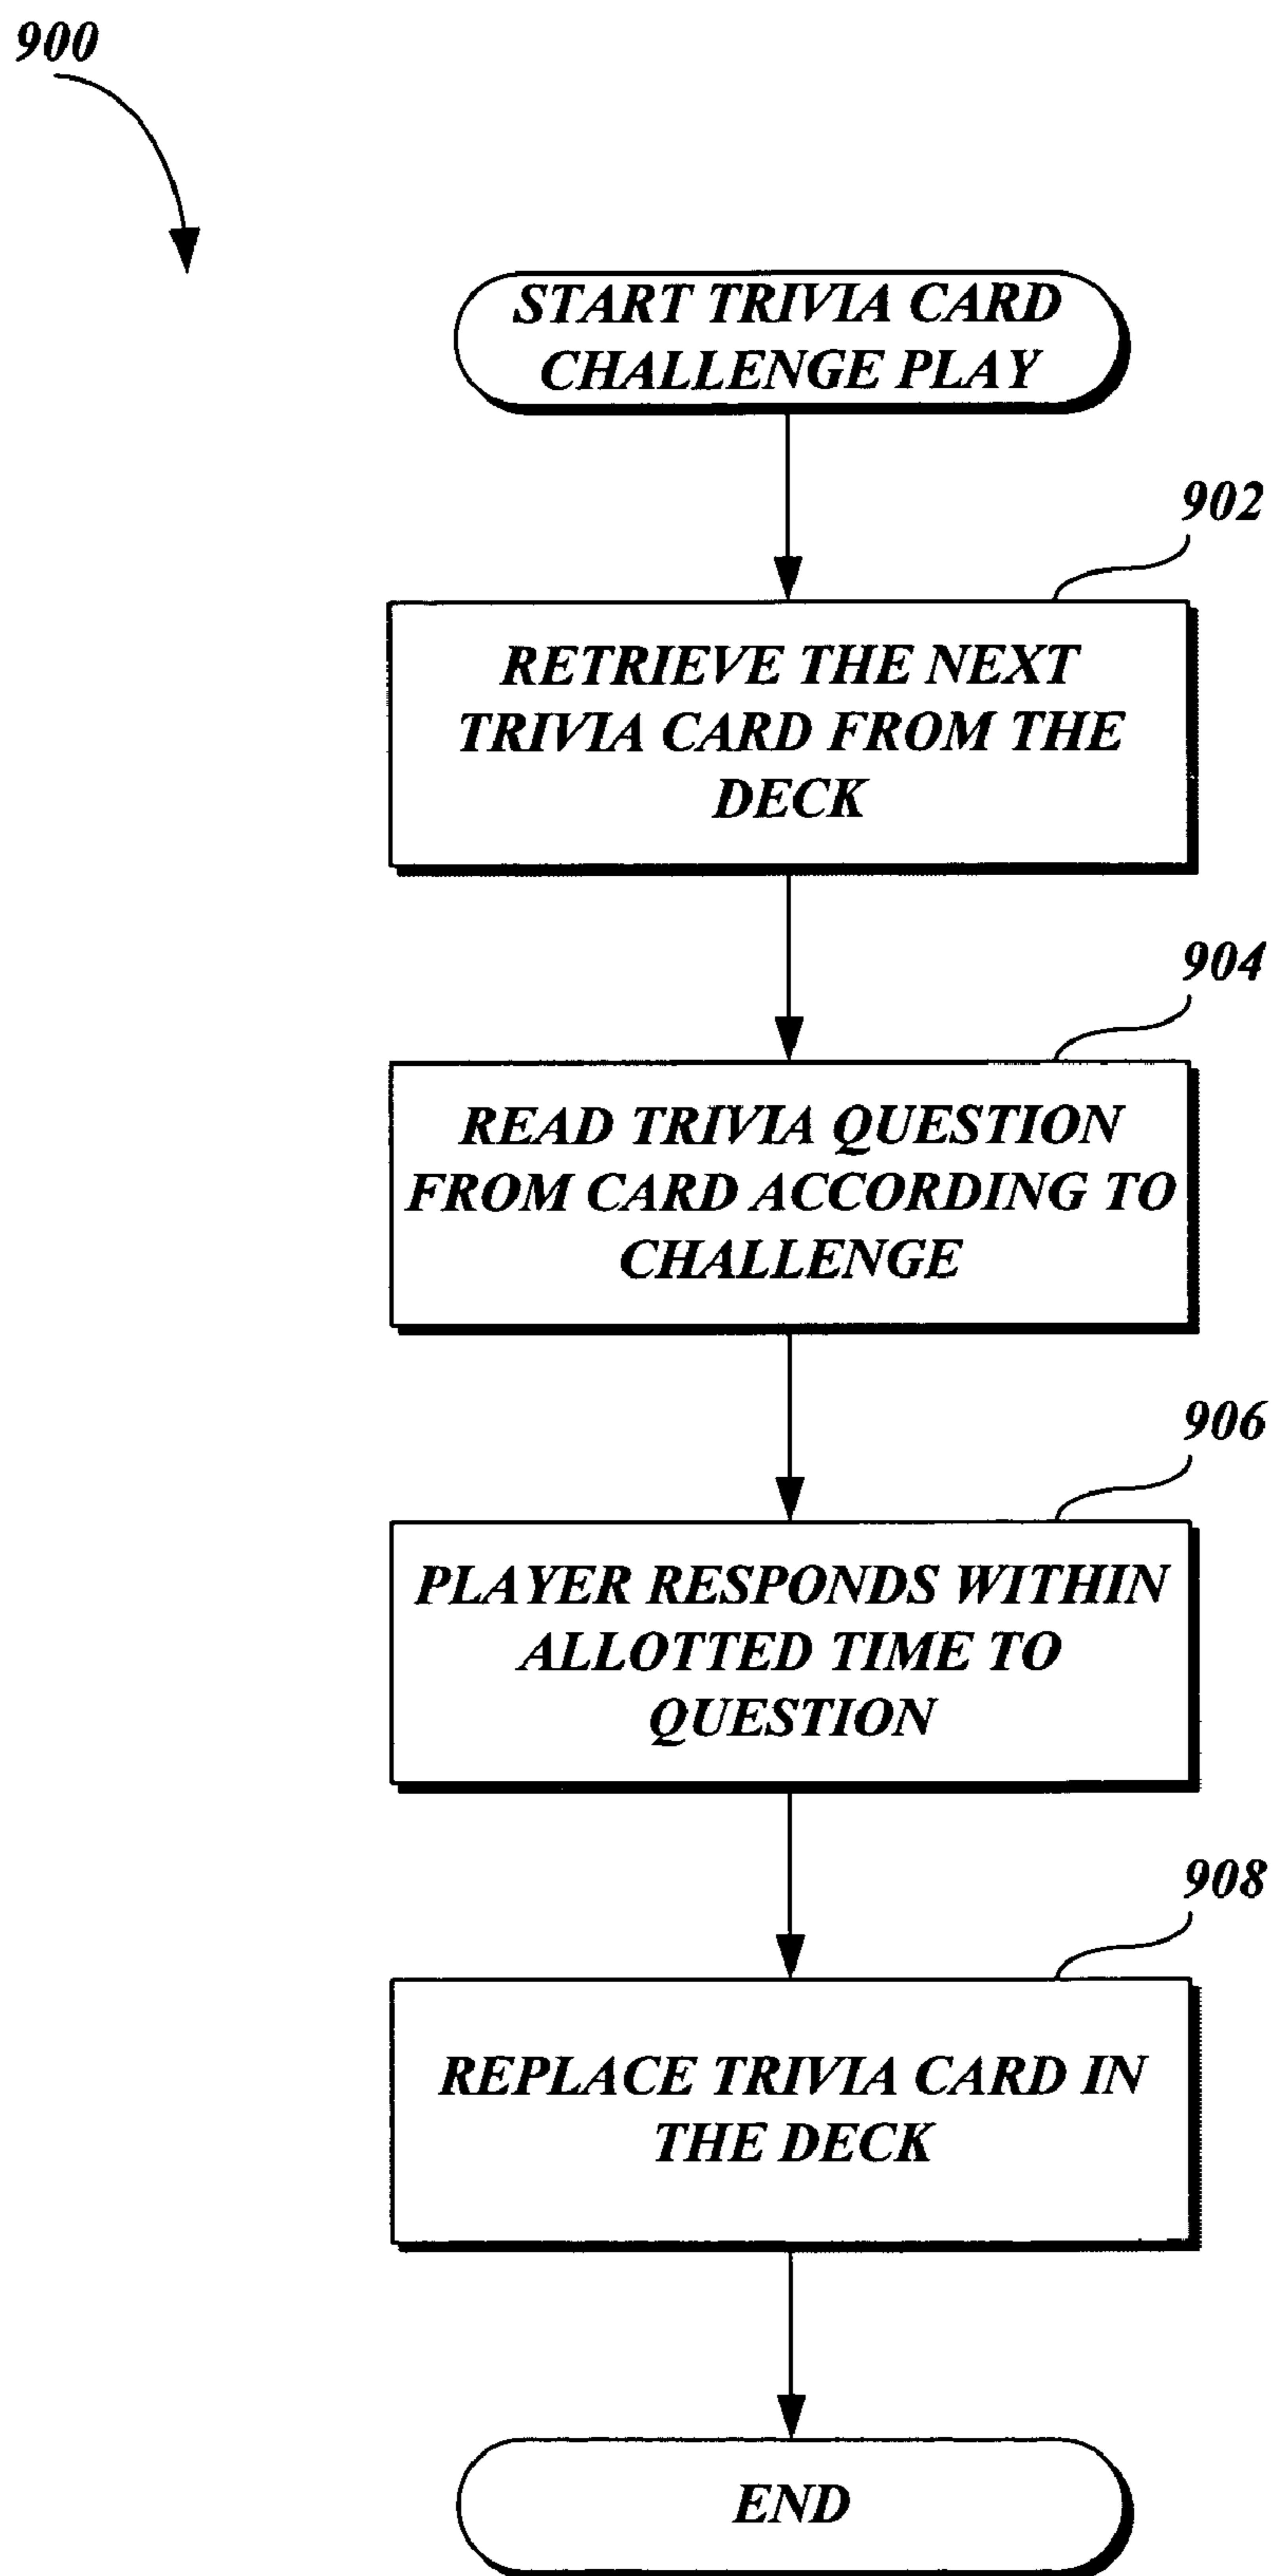 900
START TRIVIA CARD
CHALLENGE PLAY
902
RETRIEVE THE NEXT
TRIVIA CARD FROM THE
DECK
904
READ TRIVIA QUESTION
FROM CARD ACCORDING TO
CHALLENGE
906
PLAYER RESPONDS WITHIN
ALLOTTED TIME TO
QUESTION
908
REPLACE TRIVIA CARD IN
THE DECK
END